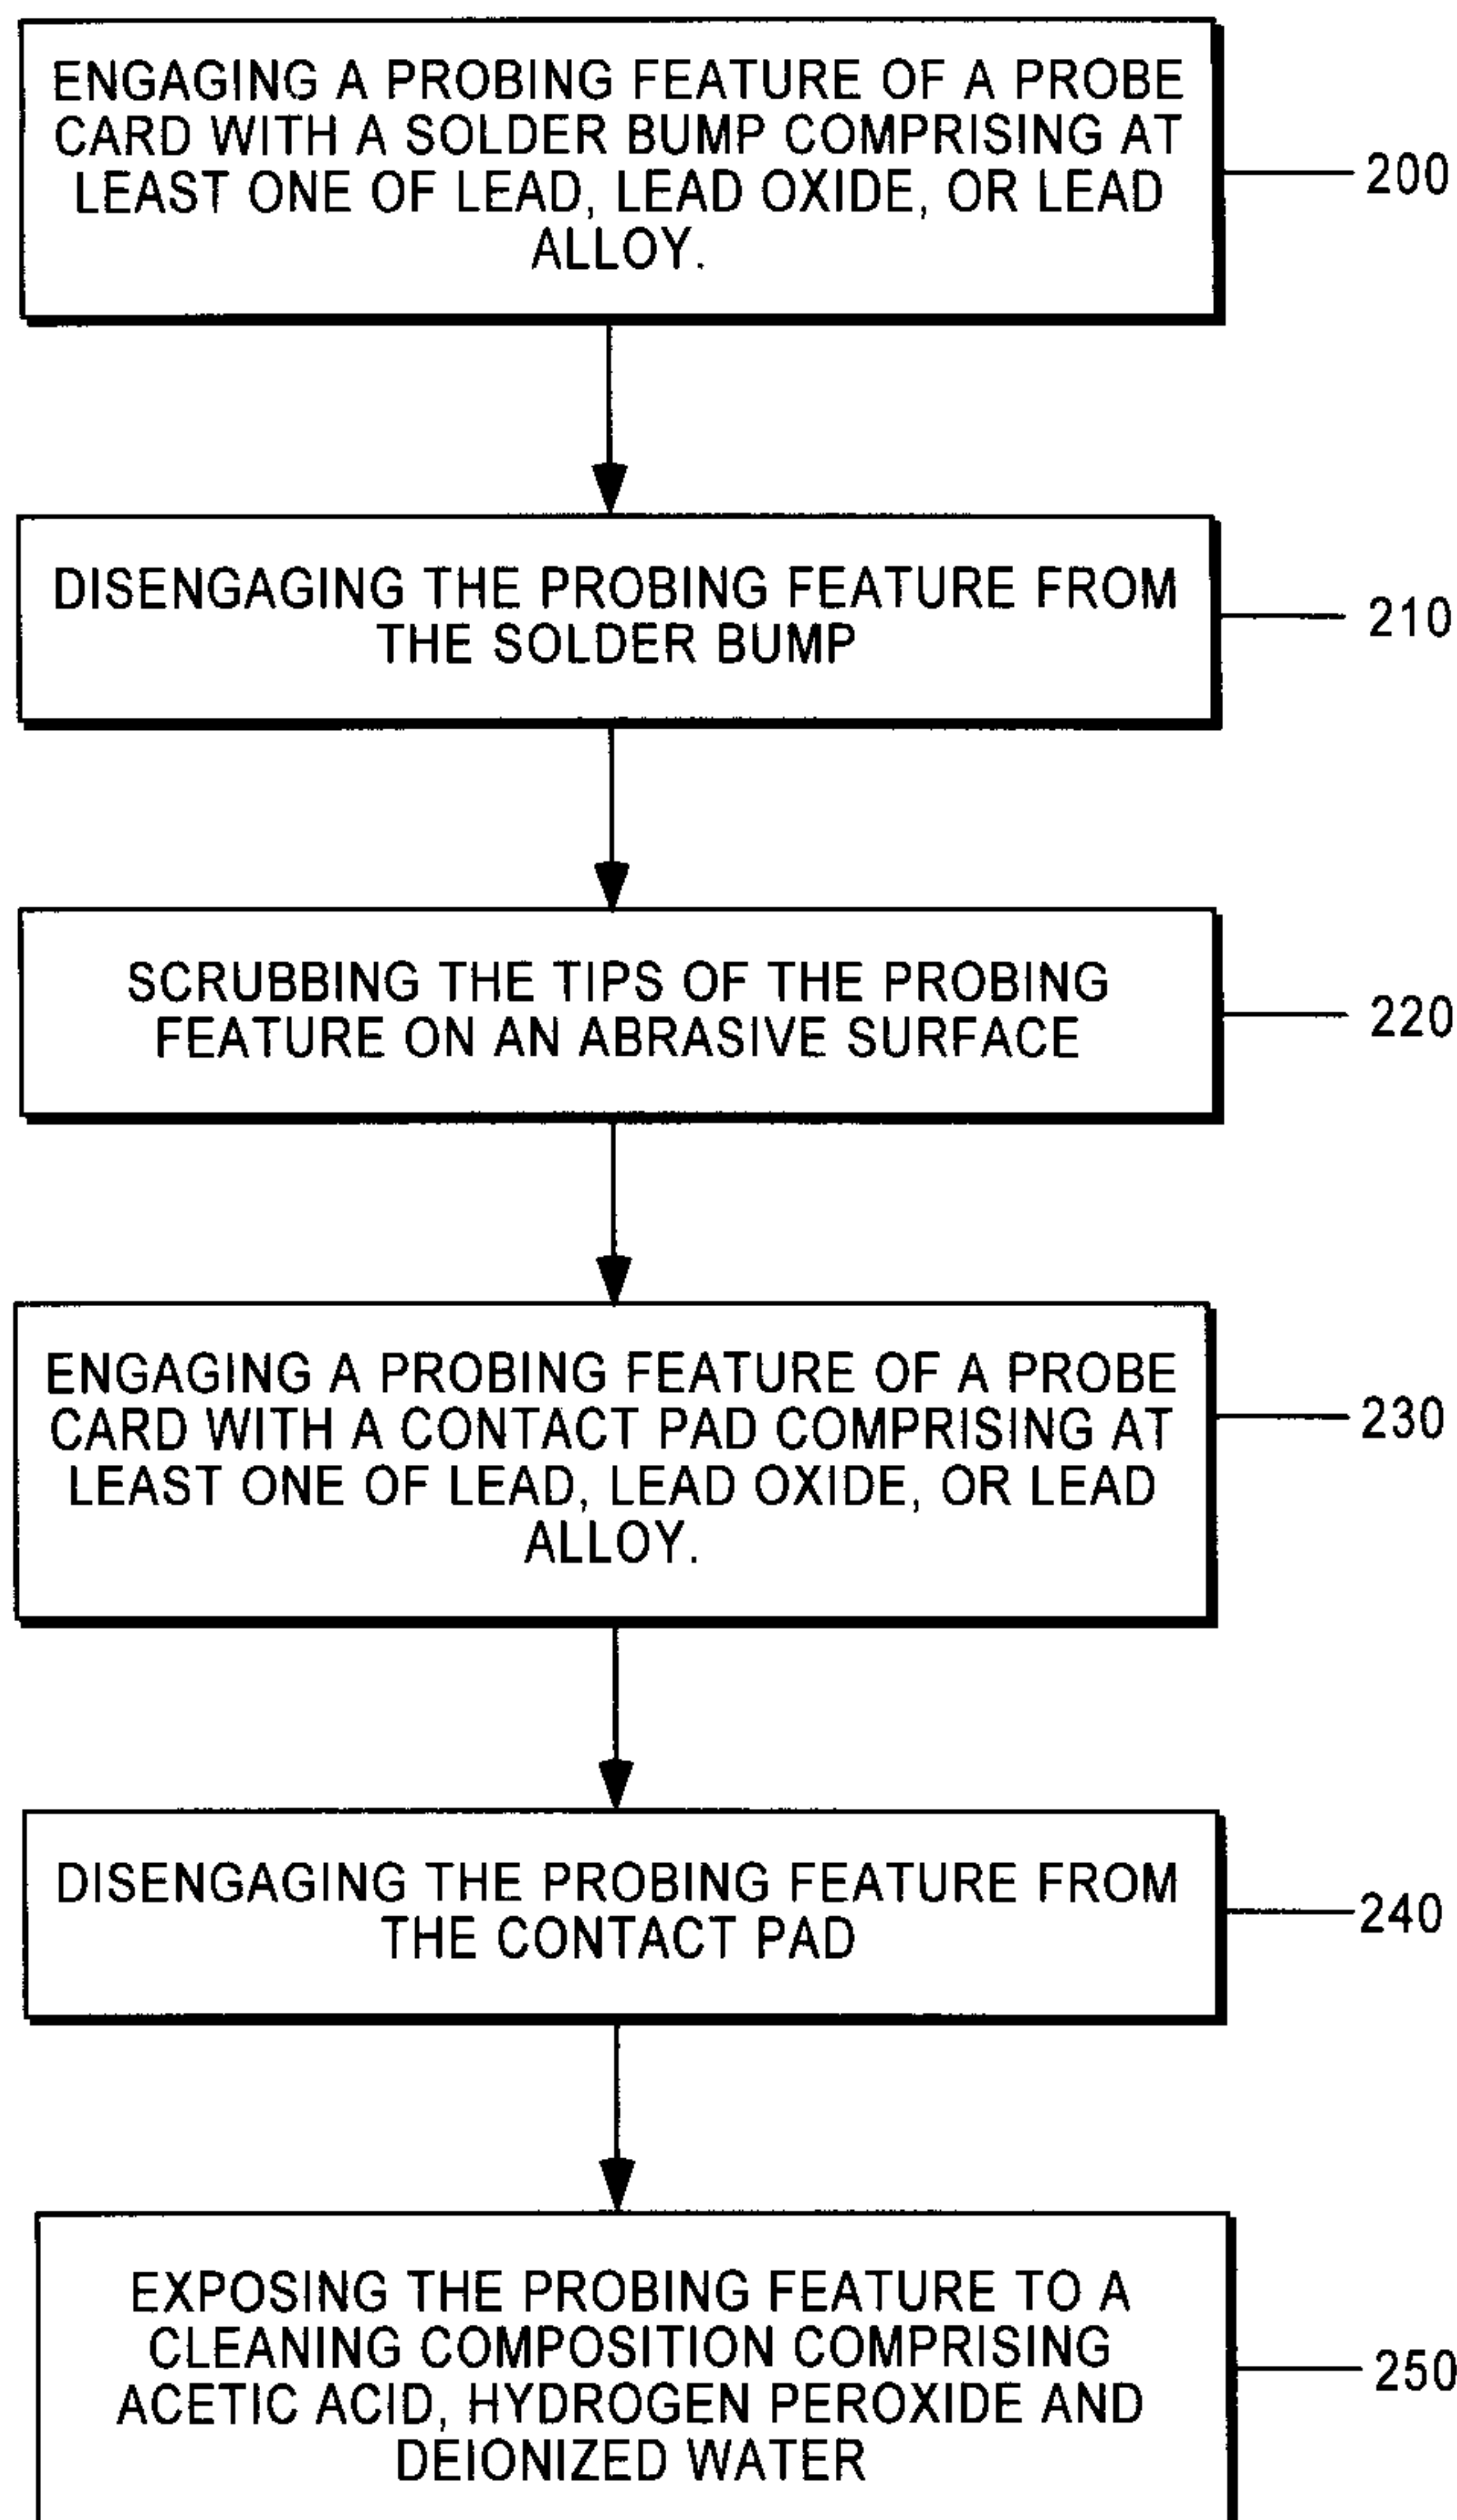 ENGAGING A PROBING FEATURE OF A PROBE
CARD WITH A SOLDER BUMP COMPRISING AT
LEAST ONE OF LEAD, LEAD OXIDE, OR LEAD
ALLOY.
200
DISENGAGING THE PROBING FEATURE FROM
THE SOLDER BUMP
210
SCRUBBING THE TIPS OF THE PROBING
FEATURE ON AN ABRASIVE SURFACE
220
ENGAGING A PROBING FEATURE OF A PROBE
CARD WITH A CONTACT PAD COMPRISING AT
LEAST ONE OF LEAD, LEAD OXIDE, OR LEAD
ALLOY.
230
DISENGAGING THE PROBING FEATURE FROM
THE CONTACT PAD
240
EXPOSING THE PROBING FEATURE TO A
CLEANING COMPOSITION COMPRISING
ACETIC ACID, HYDROGEN PEROXIDE AND
DEIONIZED WATER
250